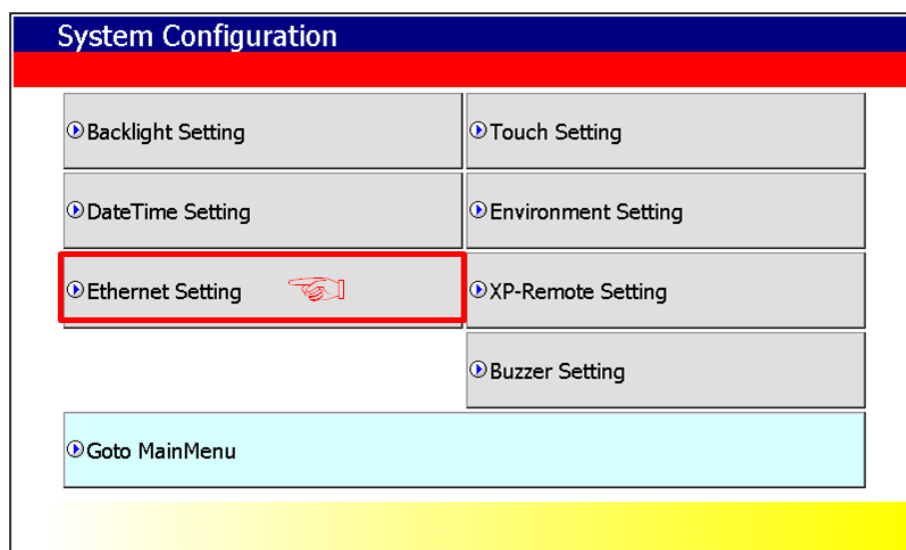 System Configuration
Backlight Setting
Touch Setting
DateTime Setting
Environment Setting
Ethernet Setting
XP-Remote Setting
Buzzer Setting
Goto MainMenu